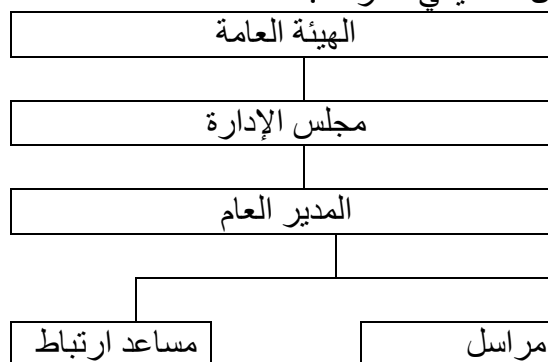 الهيئة العامة
مجلس الإدارة
المدير العام
مراسل
مساعد ارتباط